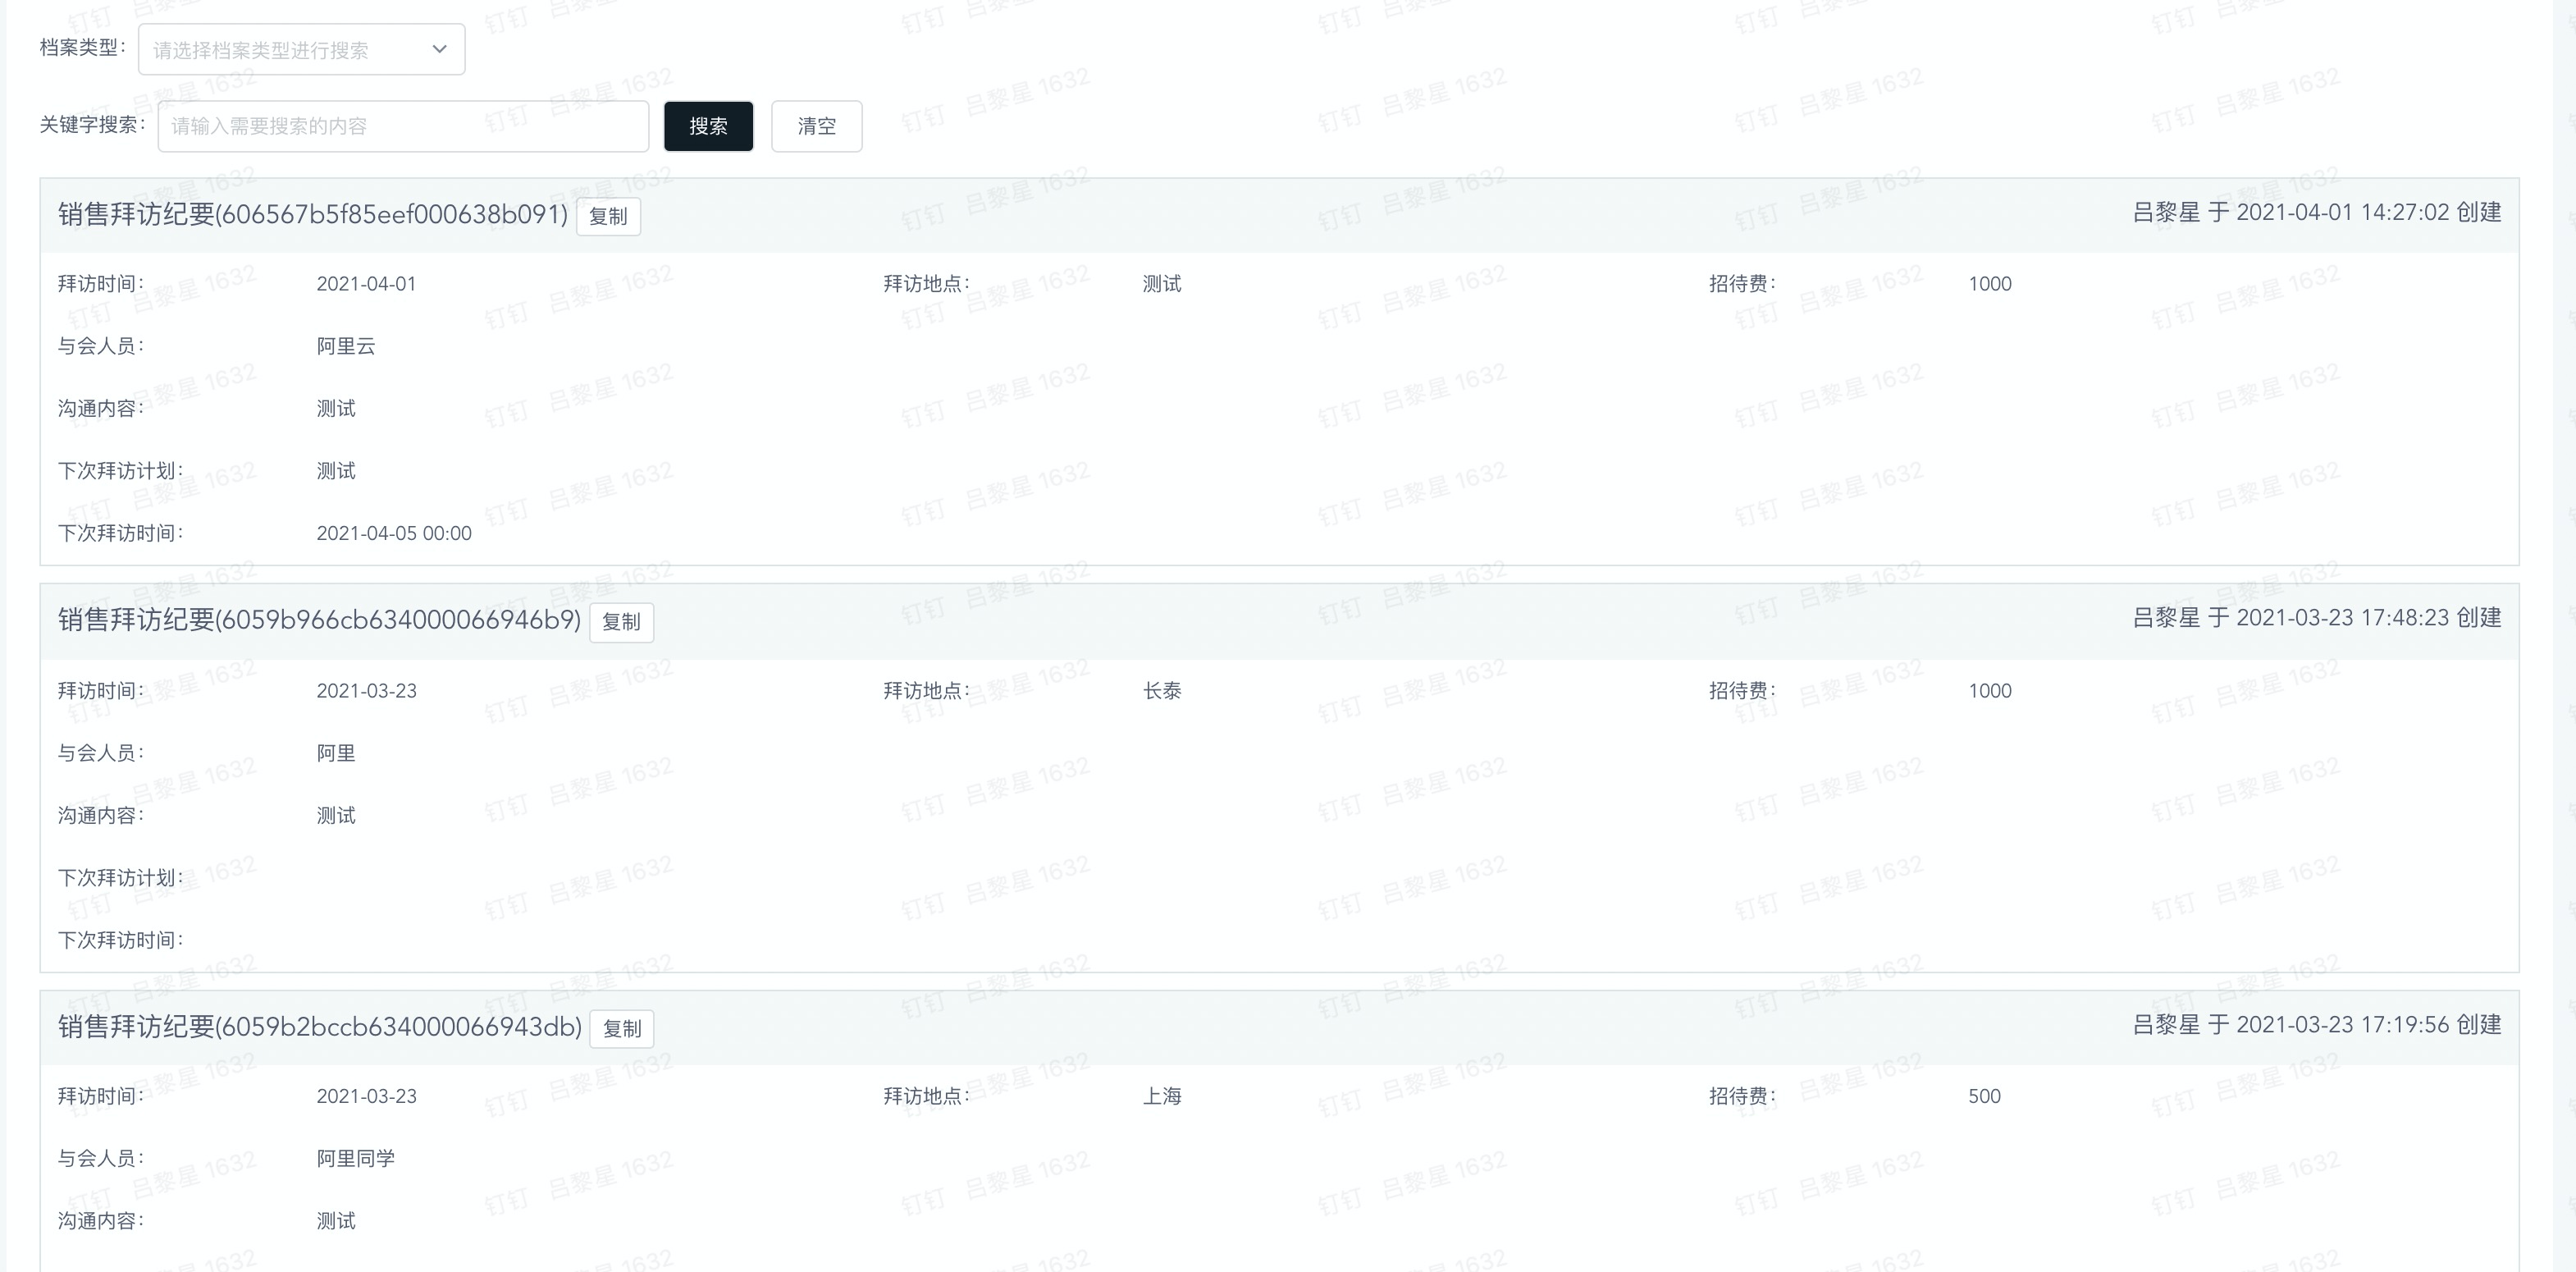 档案类型: 请选择档案类型进行搜索
关键字搜索: 请输入需要搜索的内容 搜索 清空
销售拜访纪要(606567b5f85eef000638b091) 复制 吕黎星 于 2021-04-01 14:27:02 创建
拜访时间: 2021-04-01 拜访地点: 测试 招待费: 1000
与会人员: 阿里云
沟通内容: 测试
下次拜访计划: 测试
下次拜访时间: 2021-04-05 00:00
销售拜访纪要(6059b966cb634000066946b9) 复制 吕黎星 于 2021-03-23 17:48:23 创建
拜访时间: 2021-03-23 拜访地点: 长泰 招待费: 1000
与会人员: 阿里
沟通内容: 测试
下次拜访计划:
下次拜访时间:
销售拜访纪要(6059b2bccb634000066943db) 复制 吕黎星 于 2021-03-23 17:19:56 创建
拜访时间: 2021-03-23 拜访地点: 上海 招待费: 500
与会人员: 阿里同学
沟通内容: 测试
钉钉 吕黎星 1632